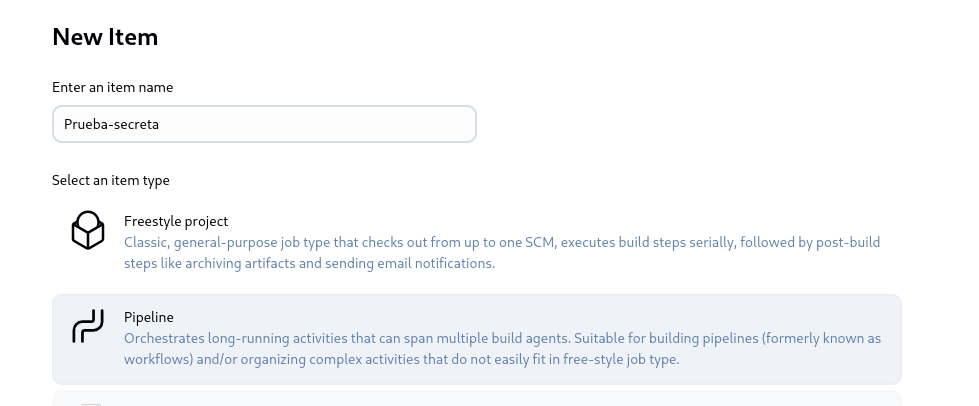 New Item
Enter an item name
Prueba-secreta
Select an item type
Freestyle project
Classic, general-purpose job type that checks out from up to one SCM, executes build steps serially, followed by post-build
steps like archiving artifacts and sending email notifications.
Pipeline
Orchestrates long-running activities that can span multiple build agents. Suitable for building pipelines (formerly known as
workflows) and/or organizing complex activities that do not easily fit in free-style job type.